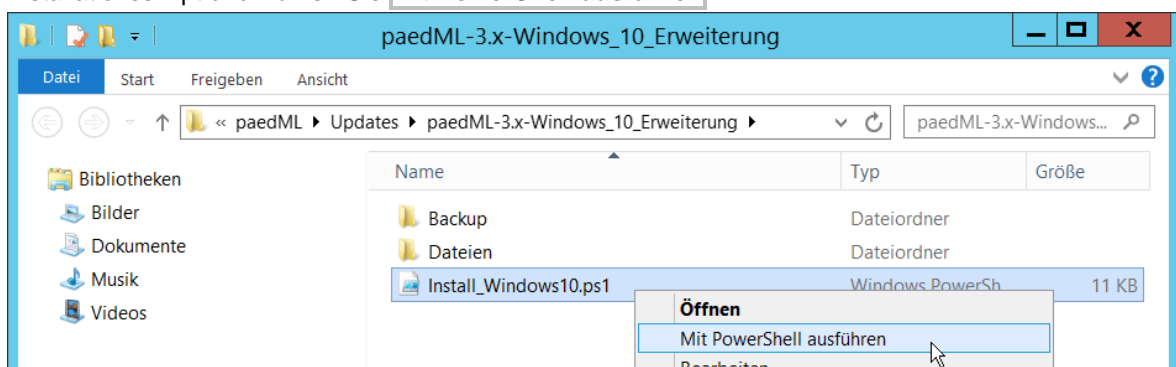 paedML-3.x-Windows_10_Erweiterung
Datei Start Freigeben Ansicht
« paedML Updates paedML-3.x-Windows_10_Erweiterung paedML-3.x-Windows...
Name Typ Größe
Bibliotheken
Bilder
Dokumente
Musik
Videos
Backup Dateiordner
Dateien Dateiordner
Install_Windows10.ps1 Windows PowerSh 11 KB
Öffnen
Mit PowerShell ausführen
Bearbeiten